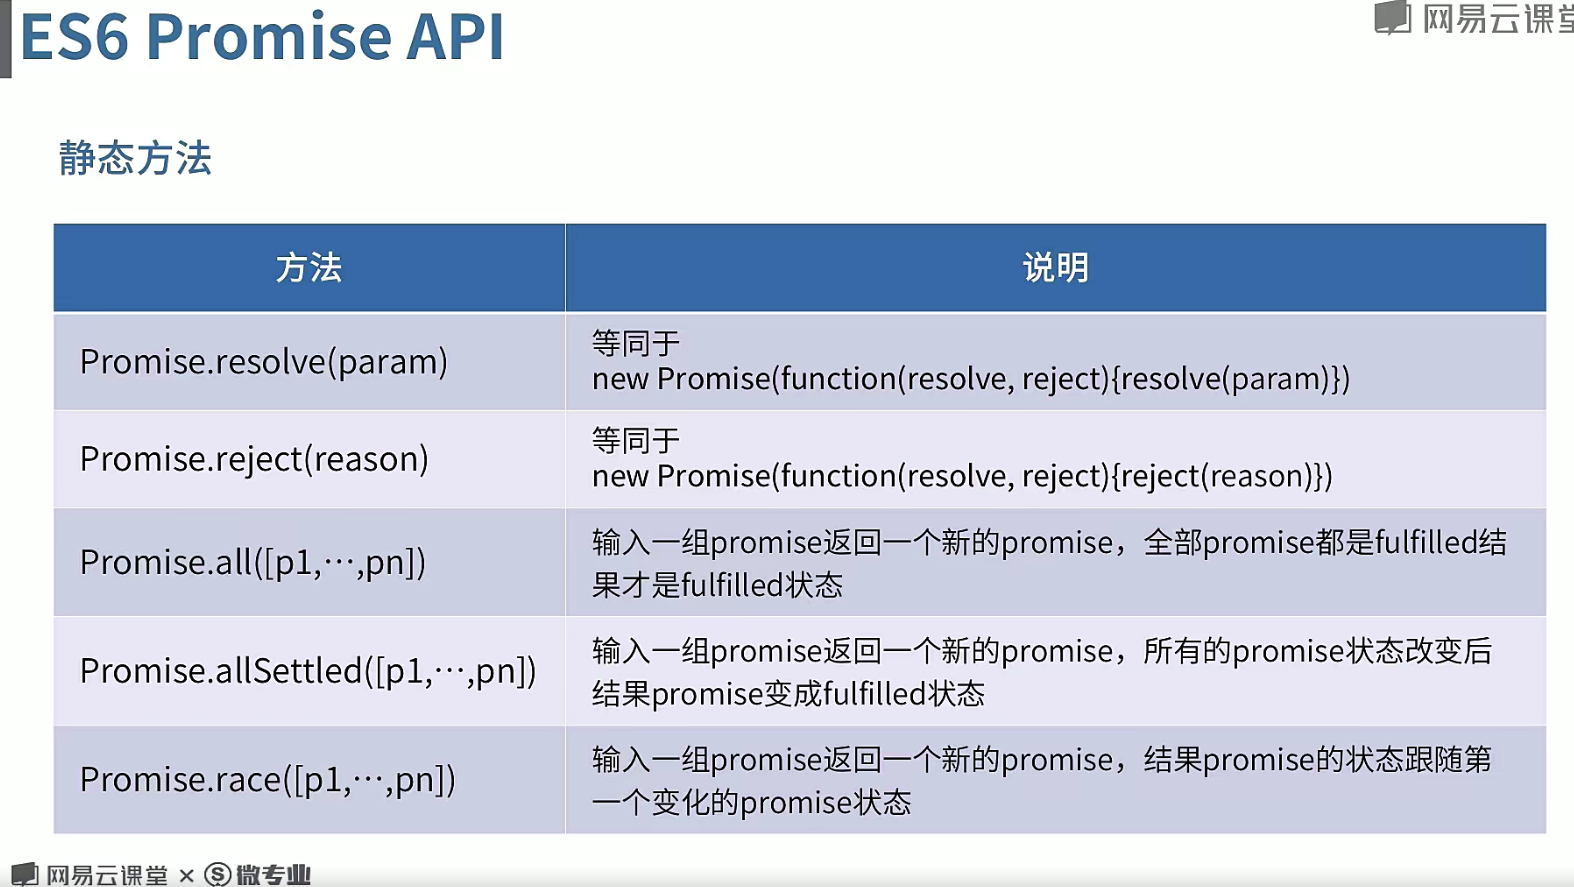 ES6 Promise API
网易云课堂
静态方法
方法
说明
Promise.resolve(param)
等同于
new Promise(function(resolve, reject){resolve(param)})
Promise.reject(reason)
等同于
new Promise(function(resolve, reject){reject(reason)})
Promise.all([p1,⋯,pn])
输入一组promise返回一个新的promise，全部promise都是fulfilled结
果才是fulfilled状态
Promise.allSettled([p1,⋯,pn])
输入一组promise返回一个新的promise，所有的promise状态改变后
结果promise变成fulfilled状态
Promise.race([p1,⋯,pn])
输入一组promise返回一个新的promise，结果promise的状态跟随第
一个变化的promise状态
网易云课堂 × Ⓢ微专业